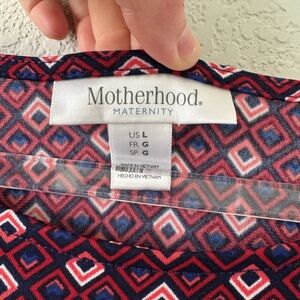 Motherhood®
MATERNITY
US L
FR G
SP G
MADE IN VIETNAM
HECHO EN VIETNAM